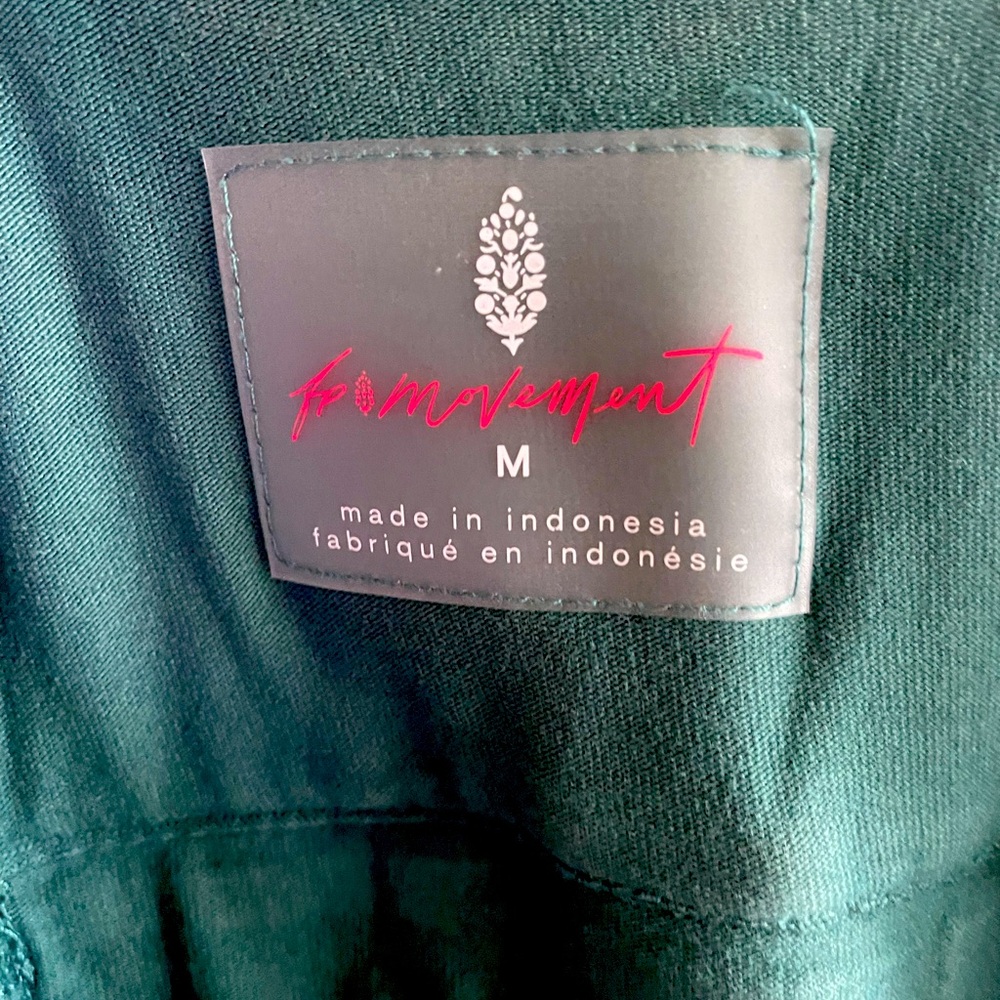 fp movement
M
made in indonesia
fabriqué en indonésie